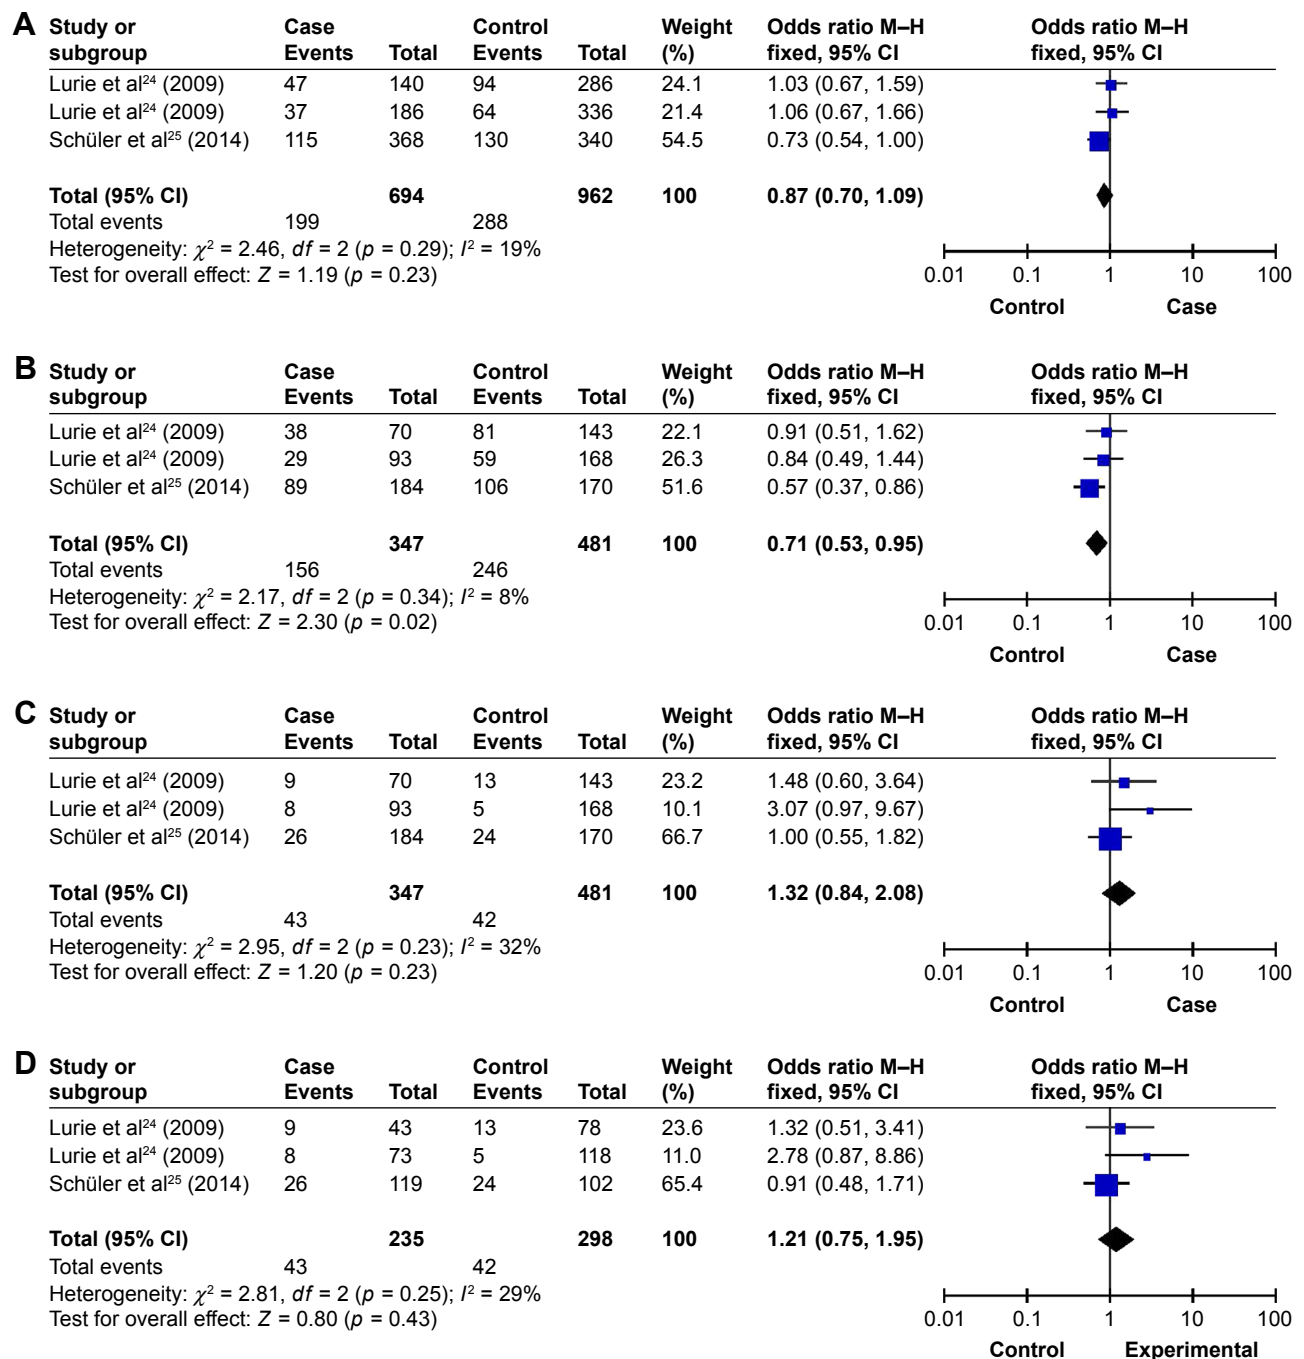 A Study or Case Control Weight Odds ratio M–H Odds ratio M–H
subgroup Events Total Events Total (%) fixed, 95% CI fixed, 95% CI
Lurie et al²⁴ (2009) 47 140 94 286 24.1 1.03 (0.67, 1.59)
Lurie et al²⁴ (2009) 37 186 64 336 21.4 1.06 (0.67, 1.66)
Schüler et al²⁵ (2014) 115 368 130 340 54.5 0.73 (0.54, 1.00)
Total (95% CI) 694 962 100 0.87 (0.70, 1.09)
Total events 199 288
Heterogeneity: χ² = 2.46, df = 2 (p = 0.29); I² = 19%
Test for overall effect: Z = 1.19 (p = 0.23)
0.01 0.1 1 10 100
Control Case
B Study or Case Control Weight Odds ratio M–H Odds ratio M–H
subgroup Events Total Events Total (%) fixed, 95% CI fixed, 95% CI
Lurie et al²⁴ (2009) 38 70 81 143 22.1 0.91 (0.51, 1.62)
Lurie et al²⁴ (2009) 29 93 59 168 26.3 0.84 (0.49, 1.44)
Schüler et al²⁵ (2014) 89 184 106 170 51.6 0.57 (0.37, 0.86)
Total (95% CI) 347 481 100 0.71 (0.53, 0.95)
Total events 156 246
Heterogeneity: χ² = 2.17, df = 2 (p = 0.34); I² = 8%
Test for overall effect: Z = 2.30 (p = 0.02)
0.01 0.1 1 10 100
Control Case
C Study or Case Control Weight Odds ratio M–H Odds ratio M–H
subgroup Events Total Events Total (%) fixed, 95% CI fixed, 95% CI
Lurie et al²⁴ (2009) 9 70 13 143 23.2 1.48 (0.60, 3.64)
Lurie et al²⁴ (2009) 8 93 5 168 10.1 3.07 (0.97, 9.67)
Schüler et al²⁵ (2014) 26 184 24 170 66.7 1.00 (0.55, 1.82)
Total (95% CI) 347 481 100 1.32 (0.84, 2.08)
Total events 43 42
Heterogeneity: χ² = 2.95, df = 2 (p = 0.23); I² = 32%
Test for overall effect: Z = 1.20 (p = 0.23)
0.01 0.1 1 10 100
Control Case
D Study or Case Control Weight Odds ratio M–H Odds ratio M–H
subgroup Events Total Events Total (%) fixed, 95% CI fixed, 95% CI
Lurie et al²⁴ (2009) 9 43 13 78 23.6 1.32 (0.51, 3.41)
Lurie et al²⁴ (2009) 8 73 5 118 11.0 2.78 (0.87, 8.86)
Schüler et al²⁵ (2014) 26 119 24 102 65.4 0.91 (0.48, 1.71)
Total (95% CI) 235 298 100 1.21 (0.75, 1.95)
Total events 43 42
Heterogeneity: χ² = 2.81, df = 2 (p = 0.25); I² = 29%
Test for overall effect: Z = 0.80 (p = 0.43)
0.01 0.1 1 10 100
Control Experimental